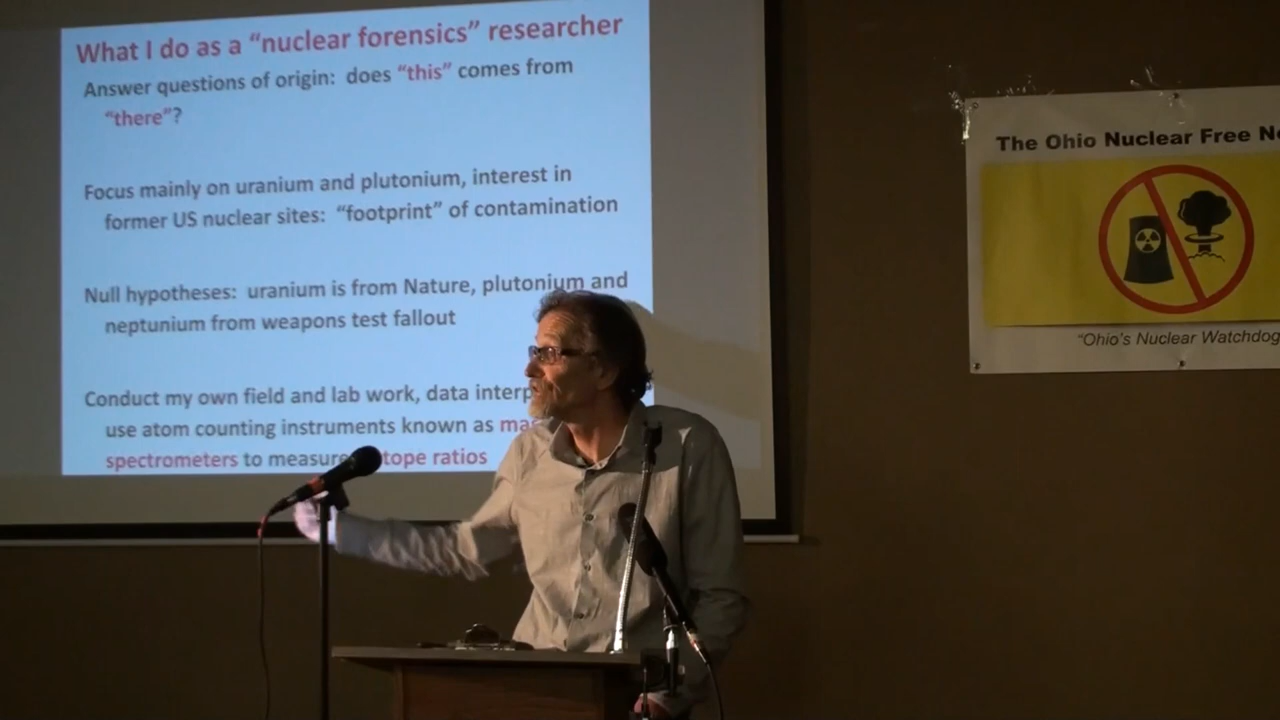 What I do as a “nuclear forensics” researcher
Answer questions of origin: does “this” comes from
“there”?
Focus mainly on uranium and plutonium, interest in
former US nuclear sites: “footprint” of contamination
Null hypotheses: uranium is from Nature, plutonium and
neptunium from weapons test fallout
Conduct my own field and lab work, data interp
use atom counting instruments known as ma
spectrometers to measure tope ratios
The Ohio Nuclear Free Ne
“Ohio's Nuclear Watchdog